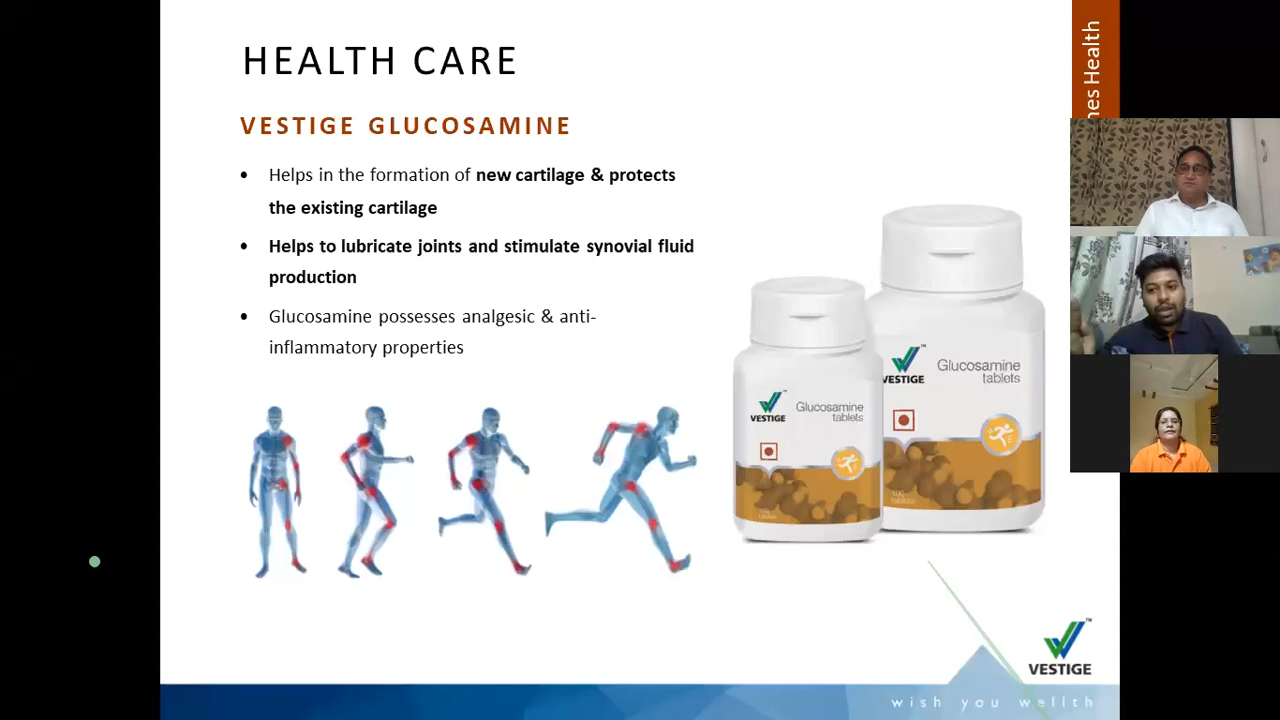 HEALTH CARE
nes Health
VESTIGE GLUCOSAMINE
• Helps in the formation of new cartilage & protects
the existing cartilage
• Helps to lubricate joints and stimulate synovial fluid
production
• Glucosamine possesses analgesic & anti-
inflammatory properties
VESTIGE
Glucosamine
tablets
VESTIGE
Glucosamine
tablets
VESTIGE
wish you wellth